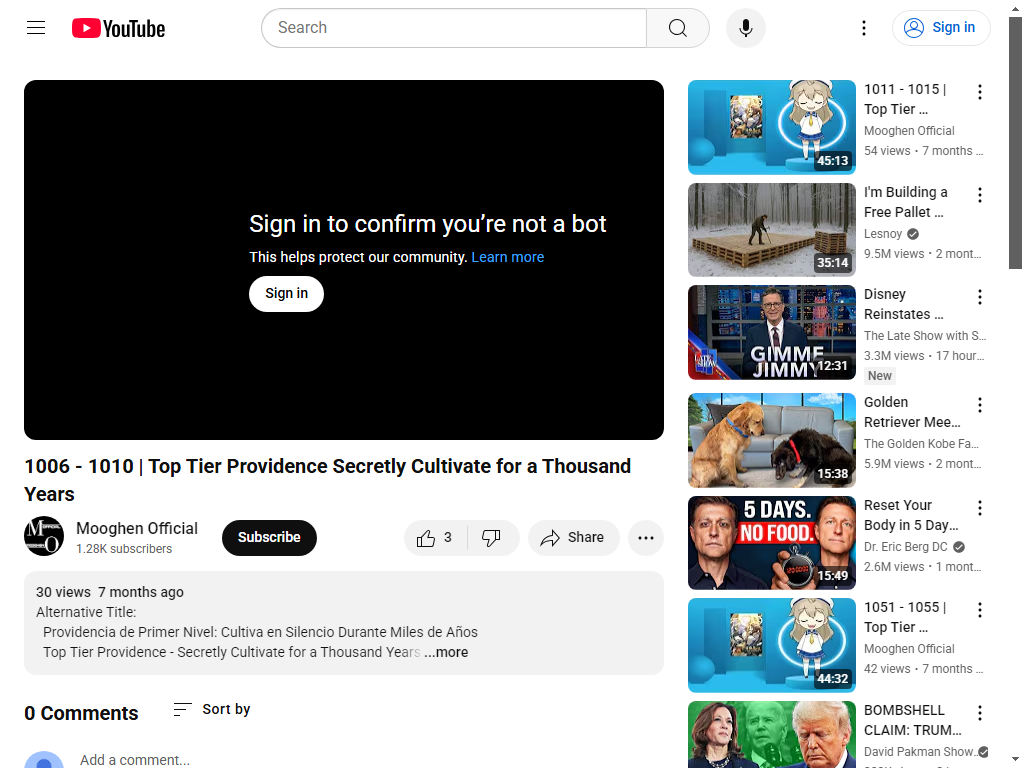 YouTube
Search
Sign in
Sign in to confirm you’re not a bot
This helps protect our community. Learn more
Sign in
1006 - 1010 | Top Tier Providence Secretly Cultivate for a Thousand
Years
Mooghen Official
1.28K subscribers
Subscribe
3
Share
30 views 7 months ago
Alternative Title:
Providencia de Primer Nivel: Cultiva en Silencio Durante Miles de Años
Top Tier Providence - Secretly Cultivate for a Thousand Years ...more
0 Comments
Sort by
Add a comment...
45:13
1011 - 1015 |
Top Tier ...
Mooghen Official
54 views • 7 months ...
35:14
I'm Building a
Free Pallet ...
Lesnoy
9.5M views • 2 mont...
LATE SHOW
GIMME
JIMMY
12:31
Disney
Reinstates ...
The Late Show with S...
3.3M views • 17 hour...
New
15:38
Golden
Retriever Mee...
The Golden Kobe Fa...
5.9M views • 2 mont...
5 DAYS.
NO FOOD.
15:49
Reset Your
Body in 5 Day...
Dr. Eric Berg DC
2.6M views • 1 mont...
44:32
1051 - 1055 |
Top Tier ...
Mooghen Official
42 views • 7 months ...
BOMBSHELL
CLAIM: TRUM...
David Pakman Show